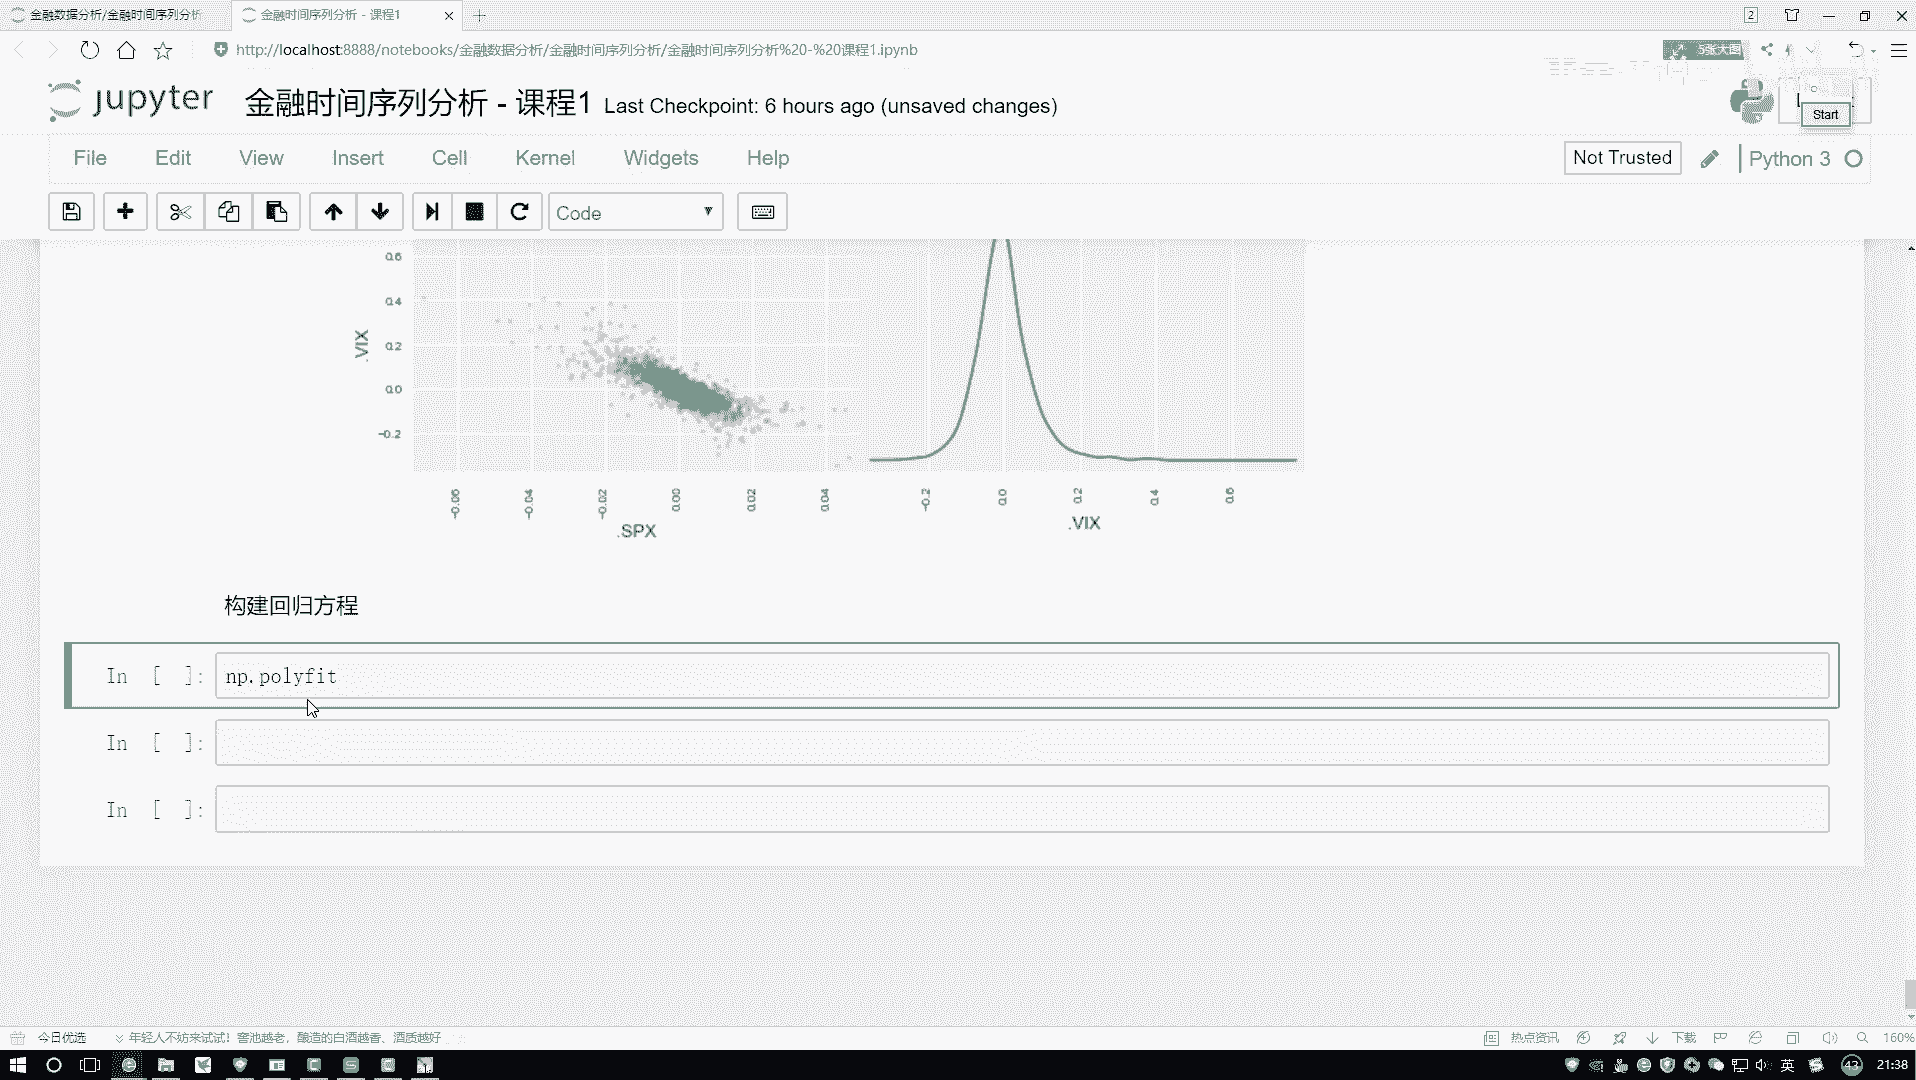 金融数据分析/金融时间序列分析
金融时间序列分析 - 课程1
2
http://localhost:8888/notebooks/金融数据分析/金融时间序列分析/金融时间序列分析%20-%20课程1.ipynb
5张大图
jupyter
金融时间序列分析 - 课程1
Last Checkpoint: 6 hours ago (unsaved changes)
Start
File Edit View Insert Cell Kernel Widgets Help
Not Trusted
Python 3
Code
0.6
0.4
0.2
0.0
-0.2
.VIX
-0.06 -0.04 -0.02 0.00 0.02 0.04
-0.2 0.0 0.2 0.4 0.6
.SPX
.VIX
构建回归方程
In [ ]: np.polyfit
In [ ]:
In [ ]:
今日优选
年轻人不妨来试试！窖池越老，酿造的白酒越香、酒质越好
热点资讯
下载
160%
英
43
21:38